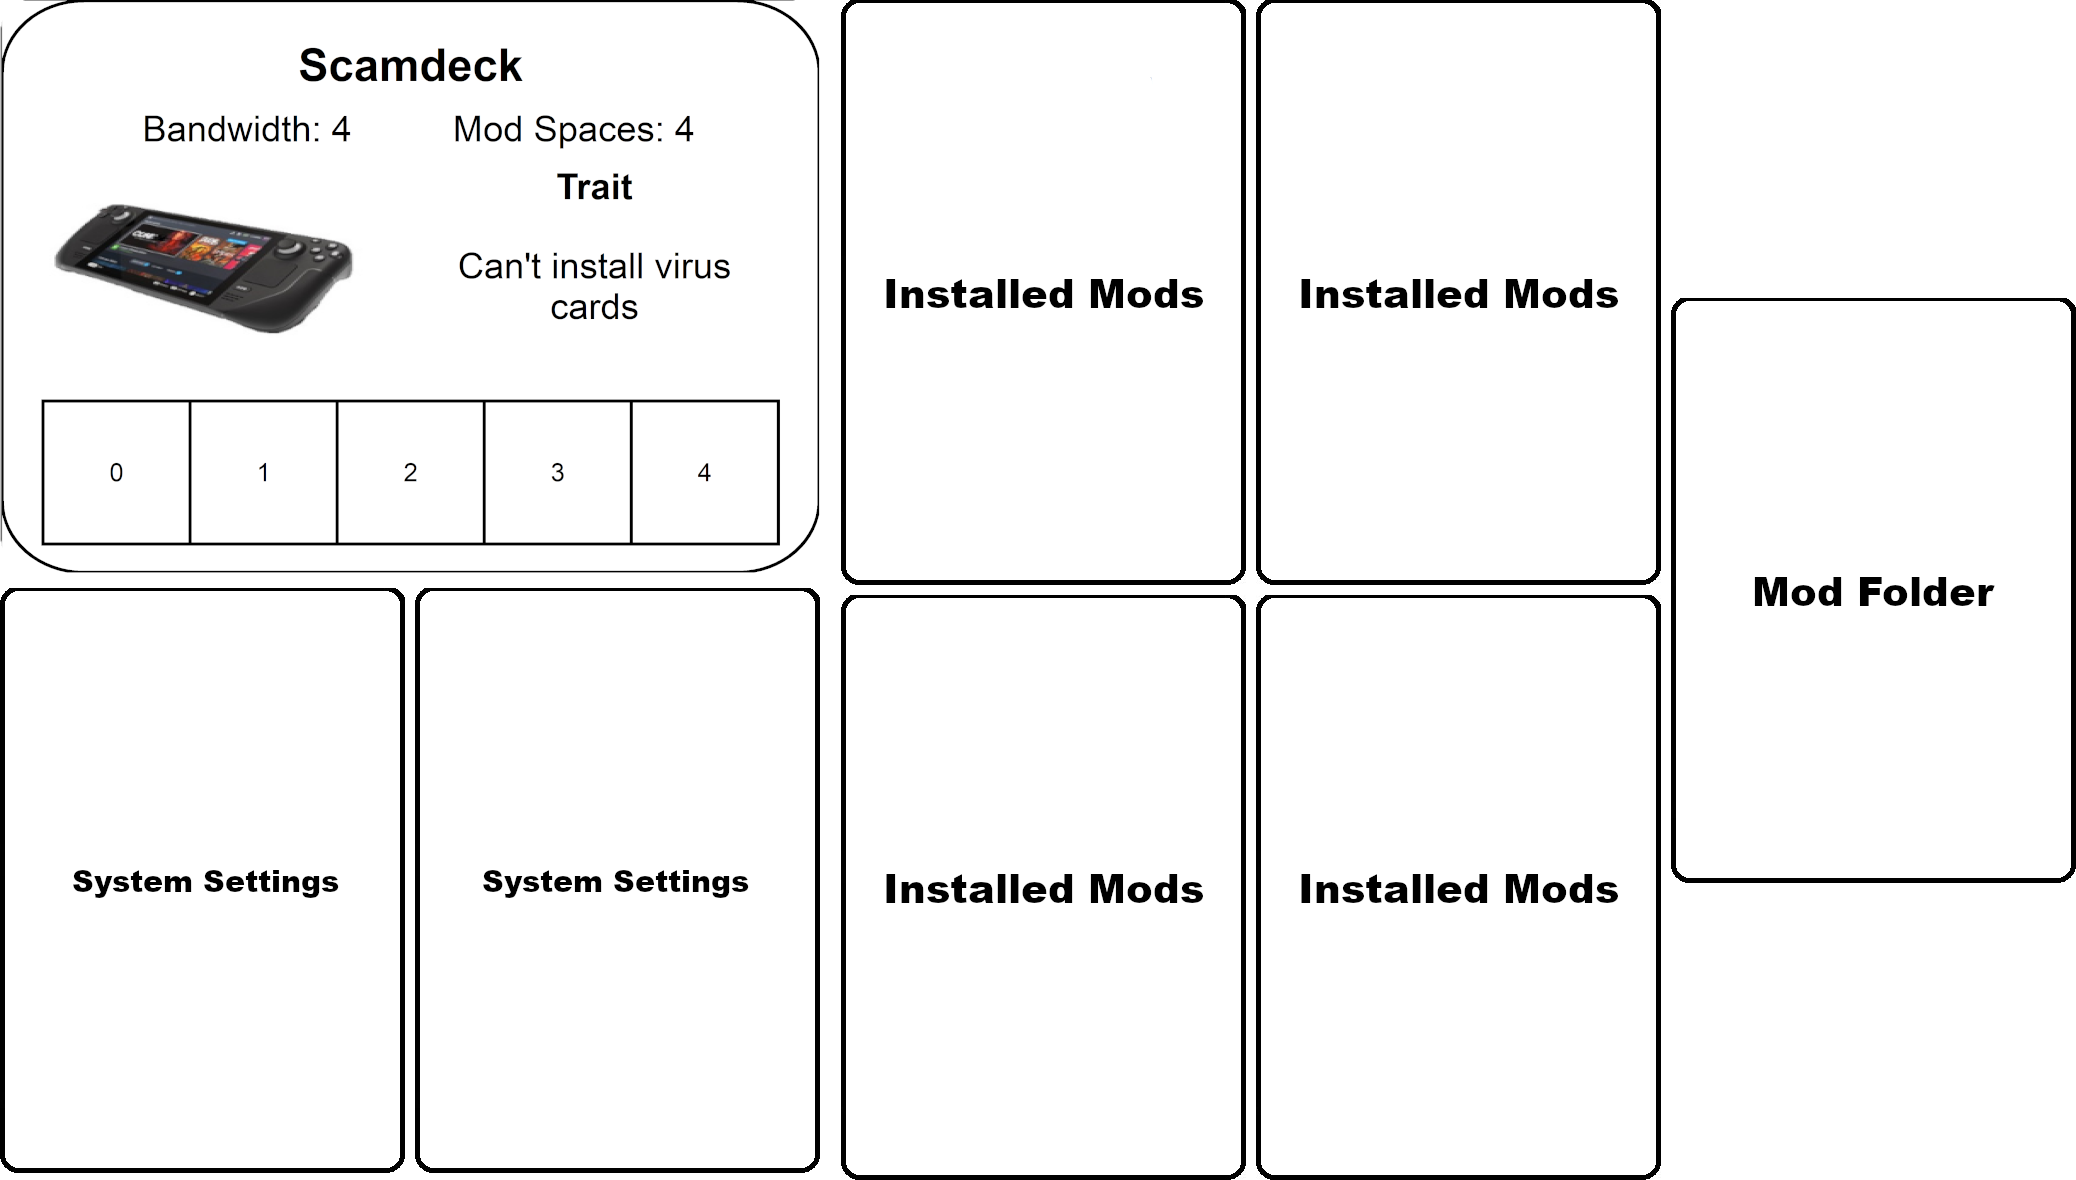 Scamdeck
Bandwidth: 4
Mod Spaces: 4
Trait
Can't install virus
cards
0
1
2
3
4
Installed Mods
Installed Mods
Mod Folder
System Settings
System Settings
Installed Mods
Installed Mods